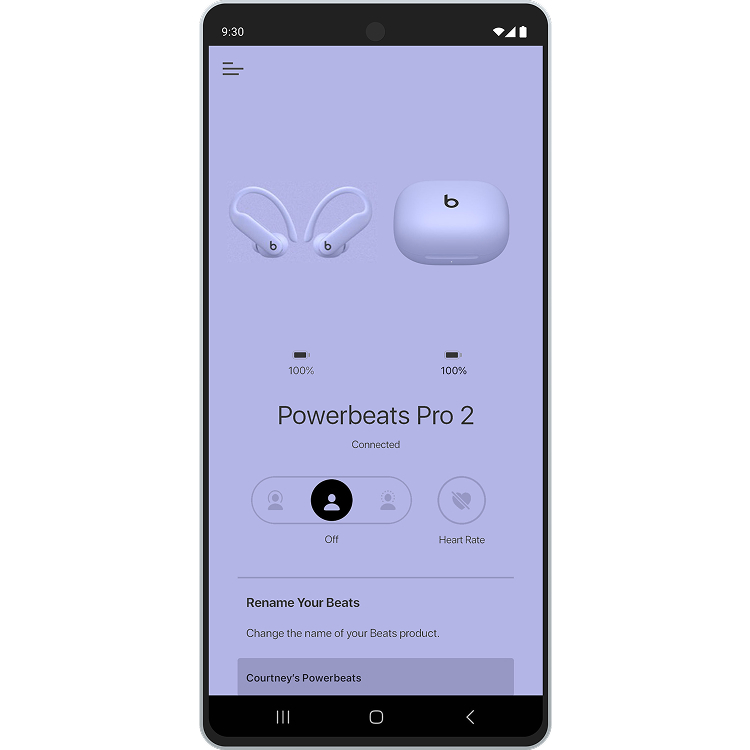 9:30
100%
100%
Powerbeats Pro 2
Connected
Off
Heart Rate
Rename Your Beats
Change the name of your Beats product.
Courtney's Powerbeats